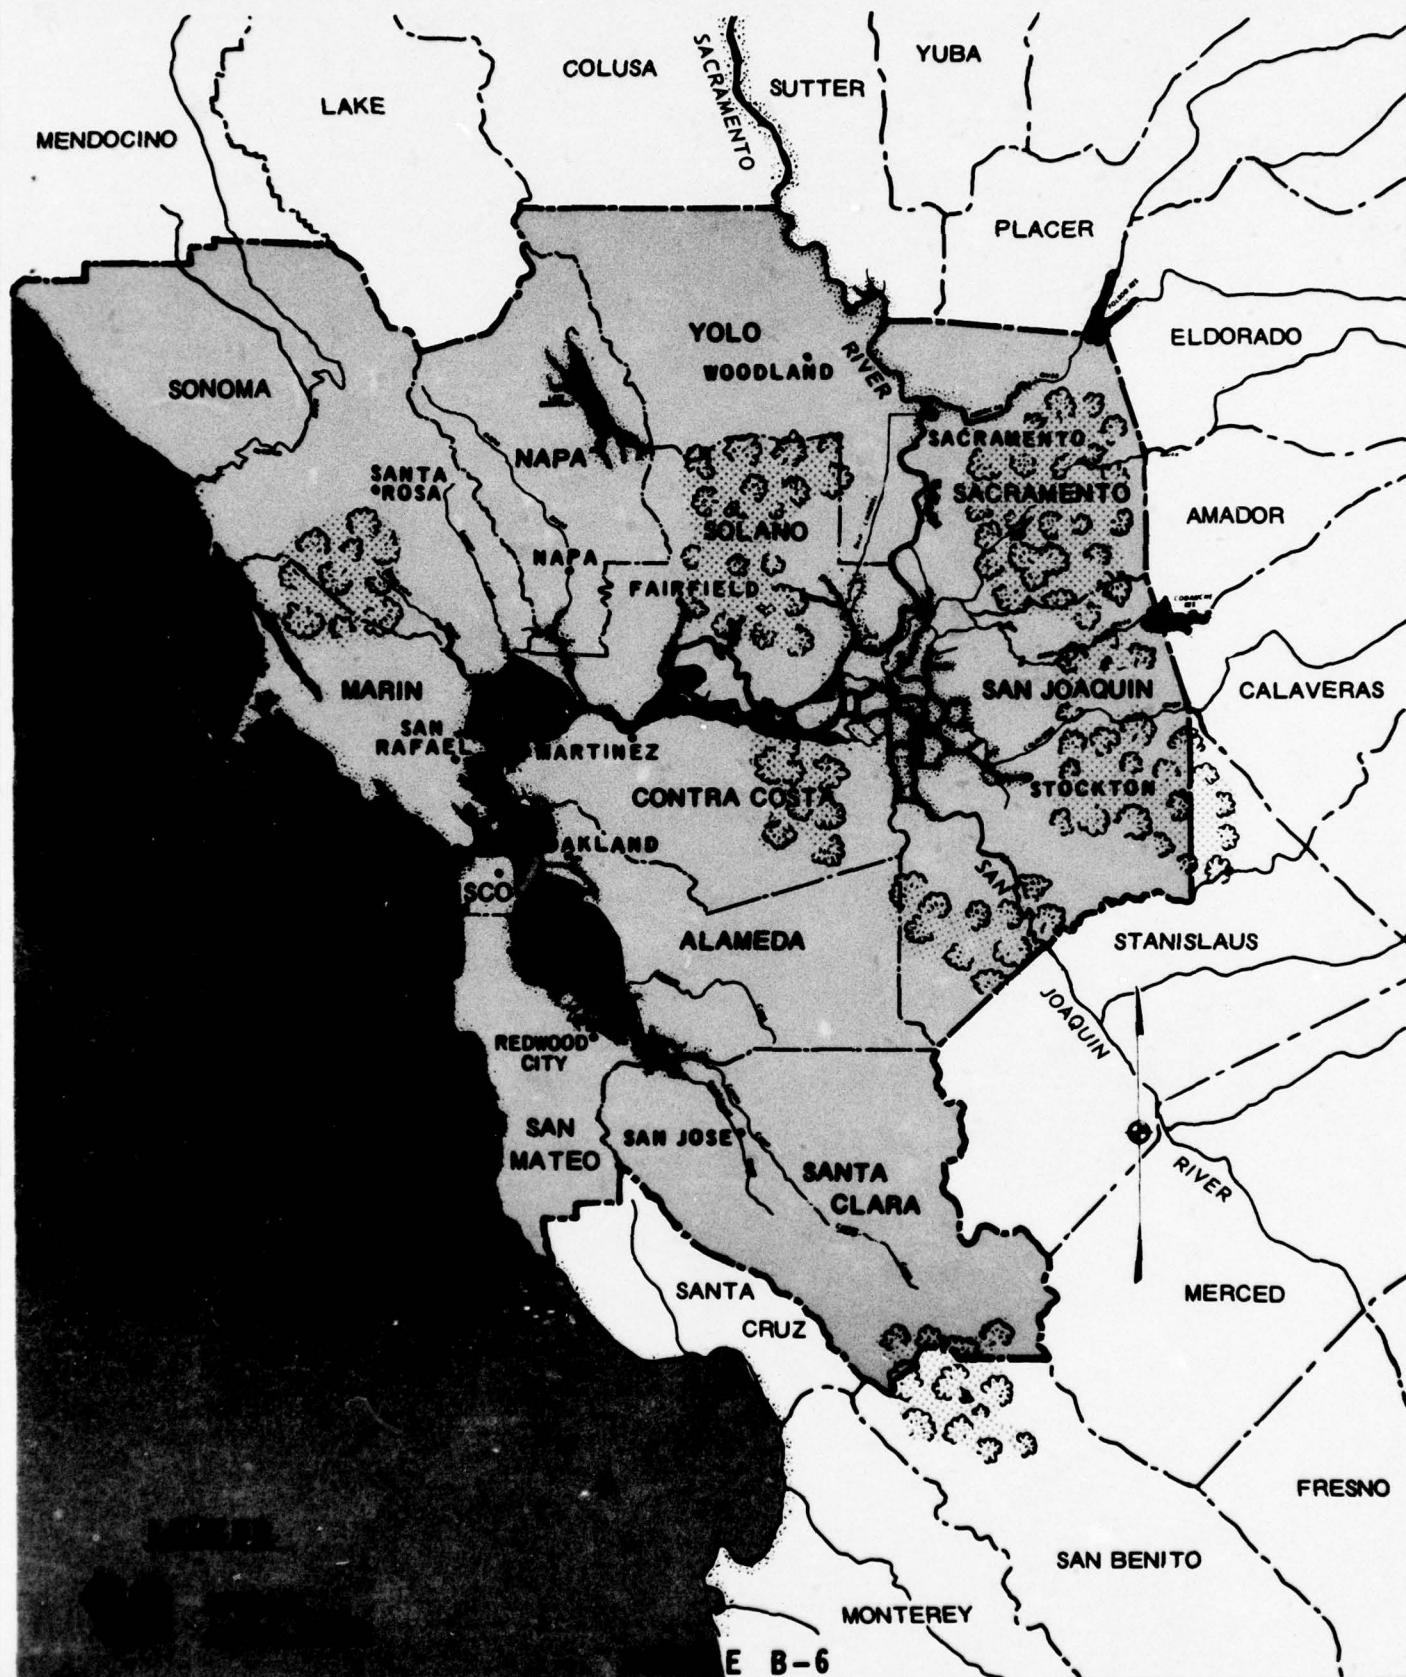 COLUSA
SACRAMENTO
SUTTER
YUBA
LAKE
MENDOCINO
PLACER
ELDORADO
YOLO
WOODLAND
RIVER
SONOMA
SACRAMENTO
NAPA
SANTA
ROSA
SACRAMENTO
AMADOR
SOLANO
NAPA
FAIRFIELD
MARIN
SAN JOAQUIN
CALAVERAS
SAN
RAFAEL
MARTINEZ
STOCKTON
CONTRA COSTA
OAKLAND
SCO
SAN
ALAMEDA
STANISLAUS
JOAQUIN
REDWOOD
CITY
SAN
MATEO
SAN JOSE
RIVER
SANTA
CLARA
SANTA
CRUZ
MERCED
FRESNO
SAN BENITO
MONTEREY
E B-6